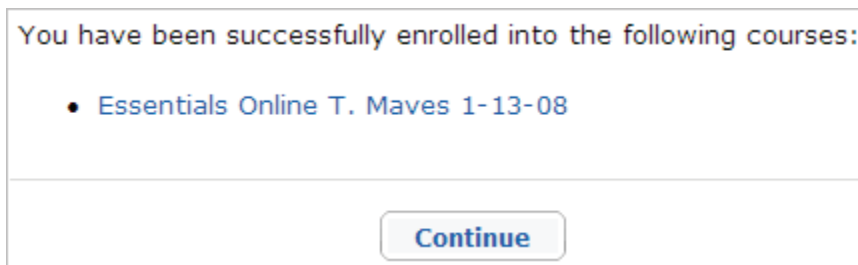 You have been successfully enrolled into the following courses:
• Essentials Online T. Maves 1-13-08
Continue